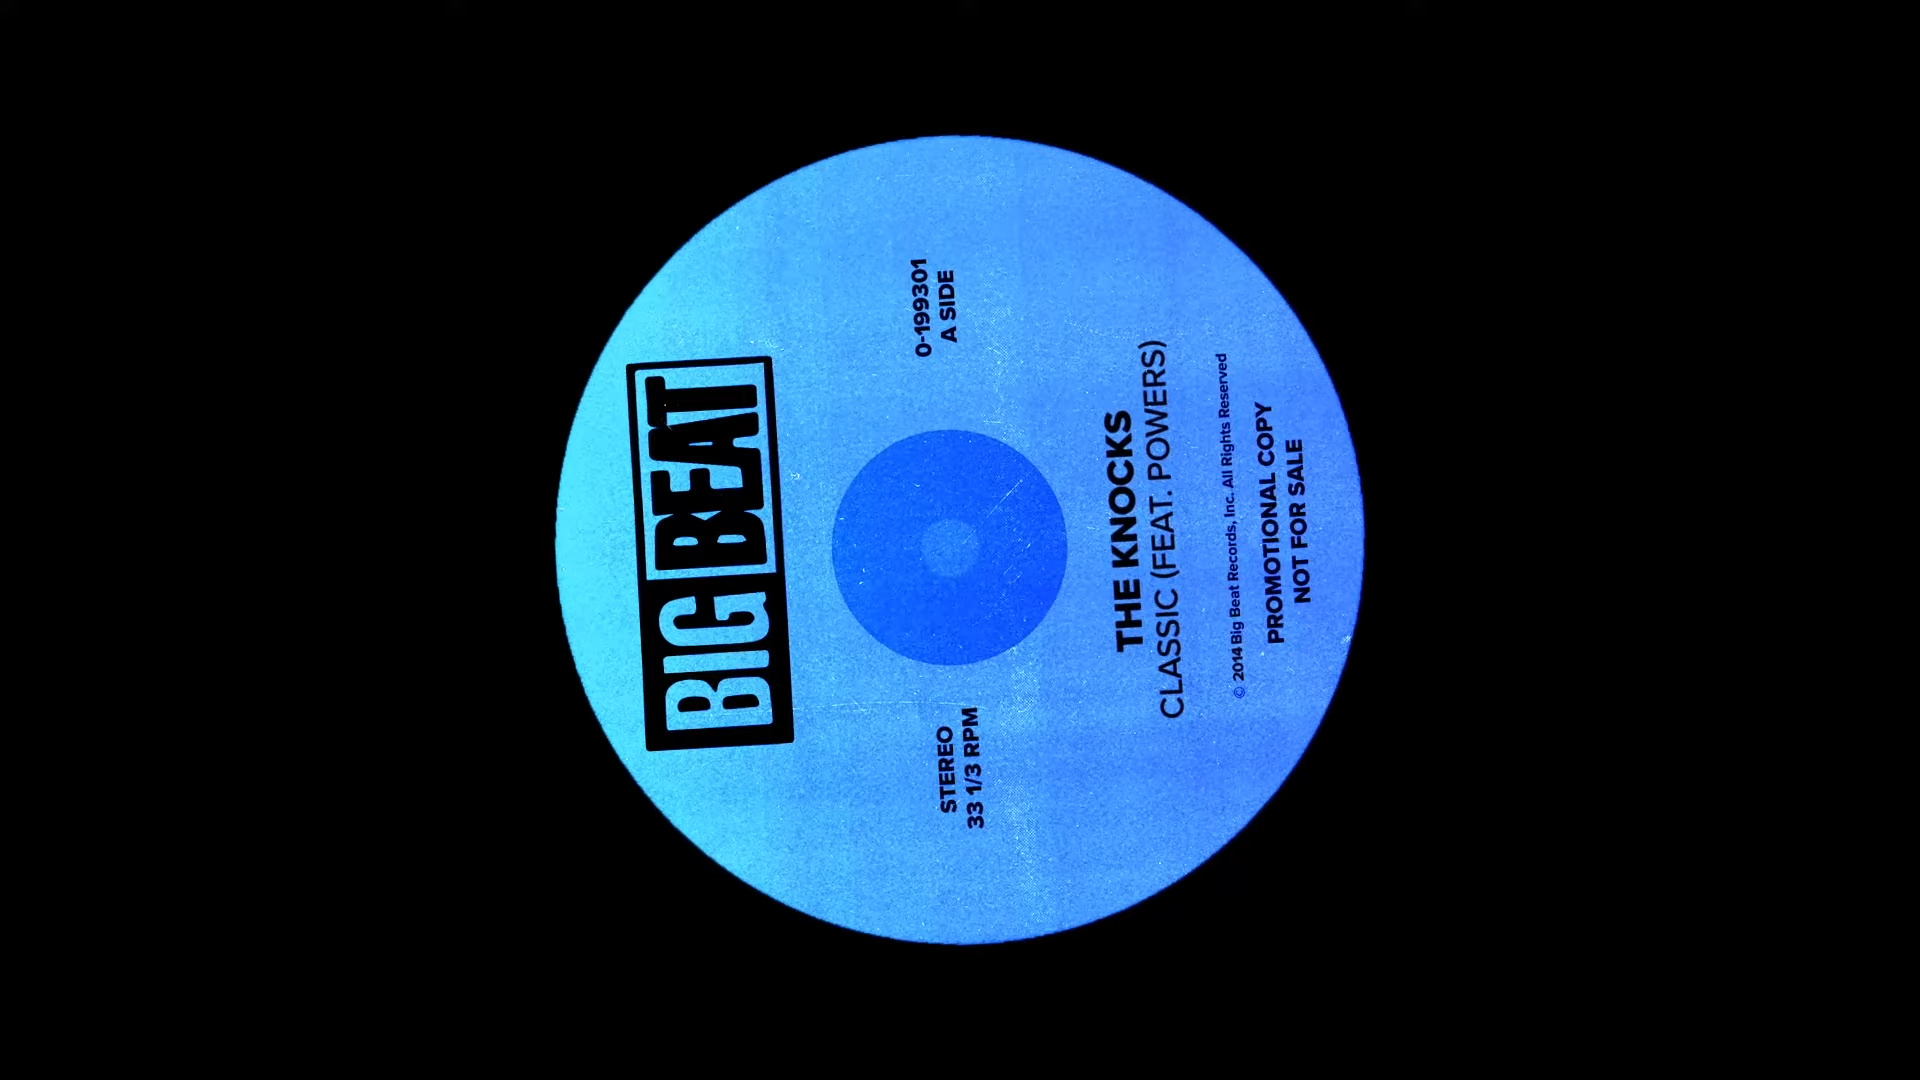 BIG BEAT
STEREO
33 1/3 RPM
0-199301
A SIDE
THE KNOCKS
CLASSIC (FEAT. POWERS)
© 2014 Big Beat Records, Inc. All Rights Reserved
PROMOTIONAL COPY
NOT FOR SALE